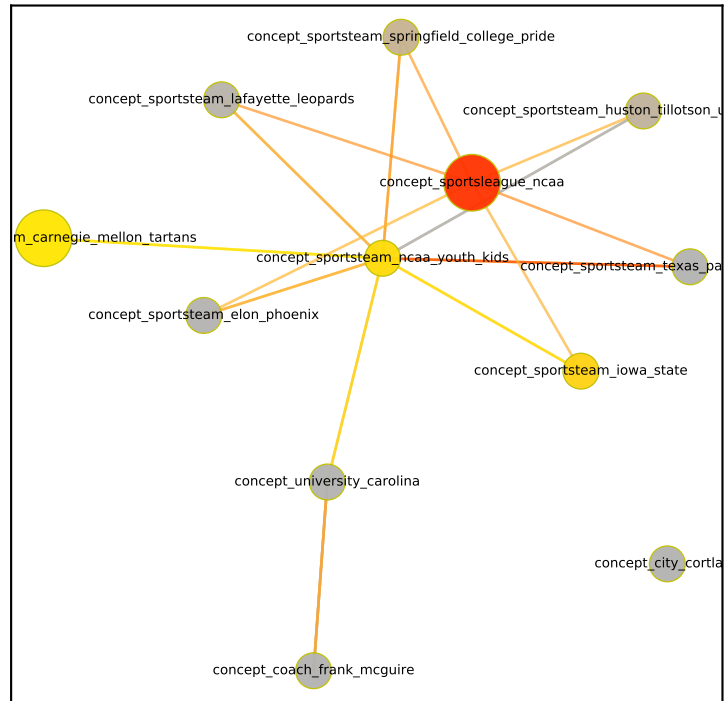 concept_sportsteam_springfield_college_pride
concept_sportsteam_lafayette_leopards
concept_sportsteam_huston_tillotson_u
concept_sportsleague_ncaa
m_carnegie_mellon_tartans
concept_sportsteam_ncaa_youth_kids
concept_sportsteam_texas_pa
concept_sportsteam_elon_phoenix
concept_sportsteam_iowa_state
concept_university_carolina
concept_city_cortla
concept_coach_frank_mcguire